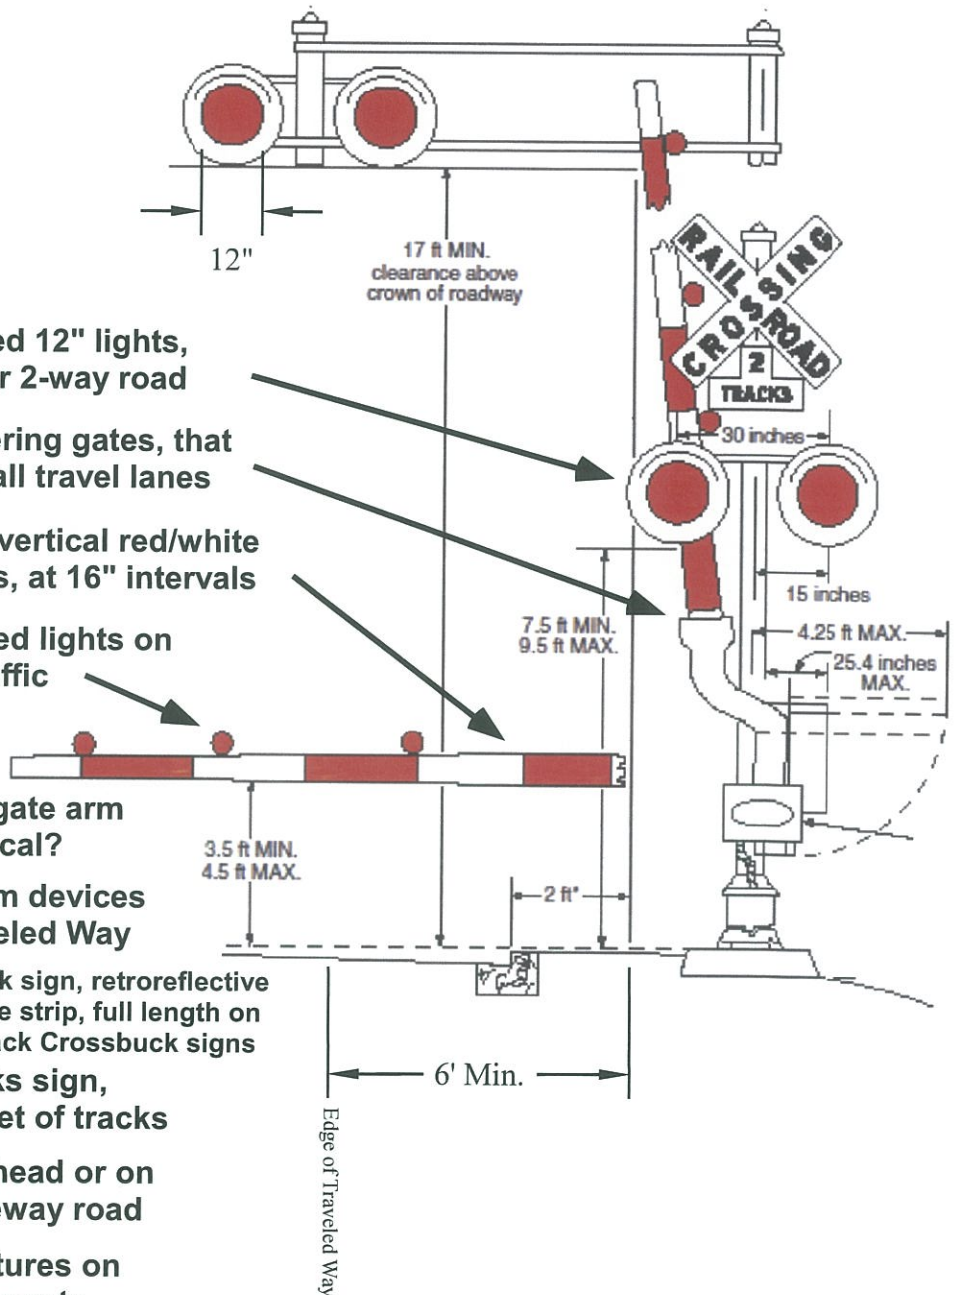 12"
17 ft MIN.
clearance above
crown of roadway
RAILROAD
CROSSING
2
TRACKS
30 inches
ed 12" lights,
r 2-way road
ering gates, that
all travel lanes
vertical red/white
s, at 16" intervals
ed lights on
ffic
15 inches
7.5 ft MIN.
9.5 ft MAX.
4.25 ft MAX.
25.4 inches
MAX.
gate arm
cal?
3.5 ft MIN.
4.5 ft MAX.
2 ft*
m devices
eled Way
k sign, retroreflective
e strip, full length on
ack Crossbuck signs
ks sign,
et of tracks
6' Min.
Edge of Traveled Way
head or on
way road
tures on